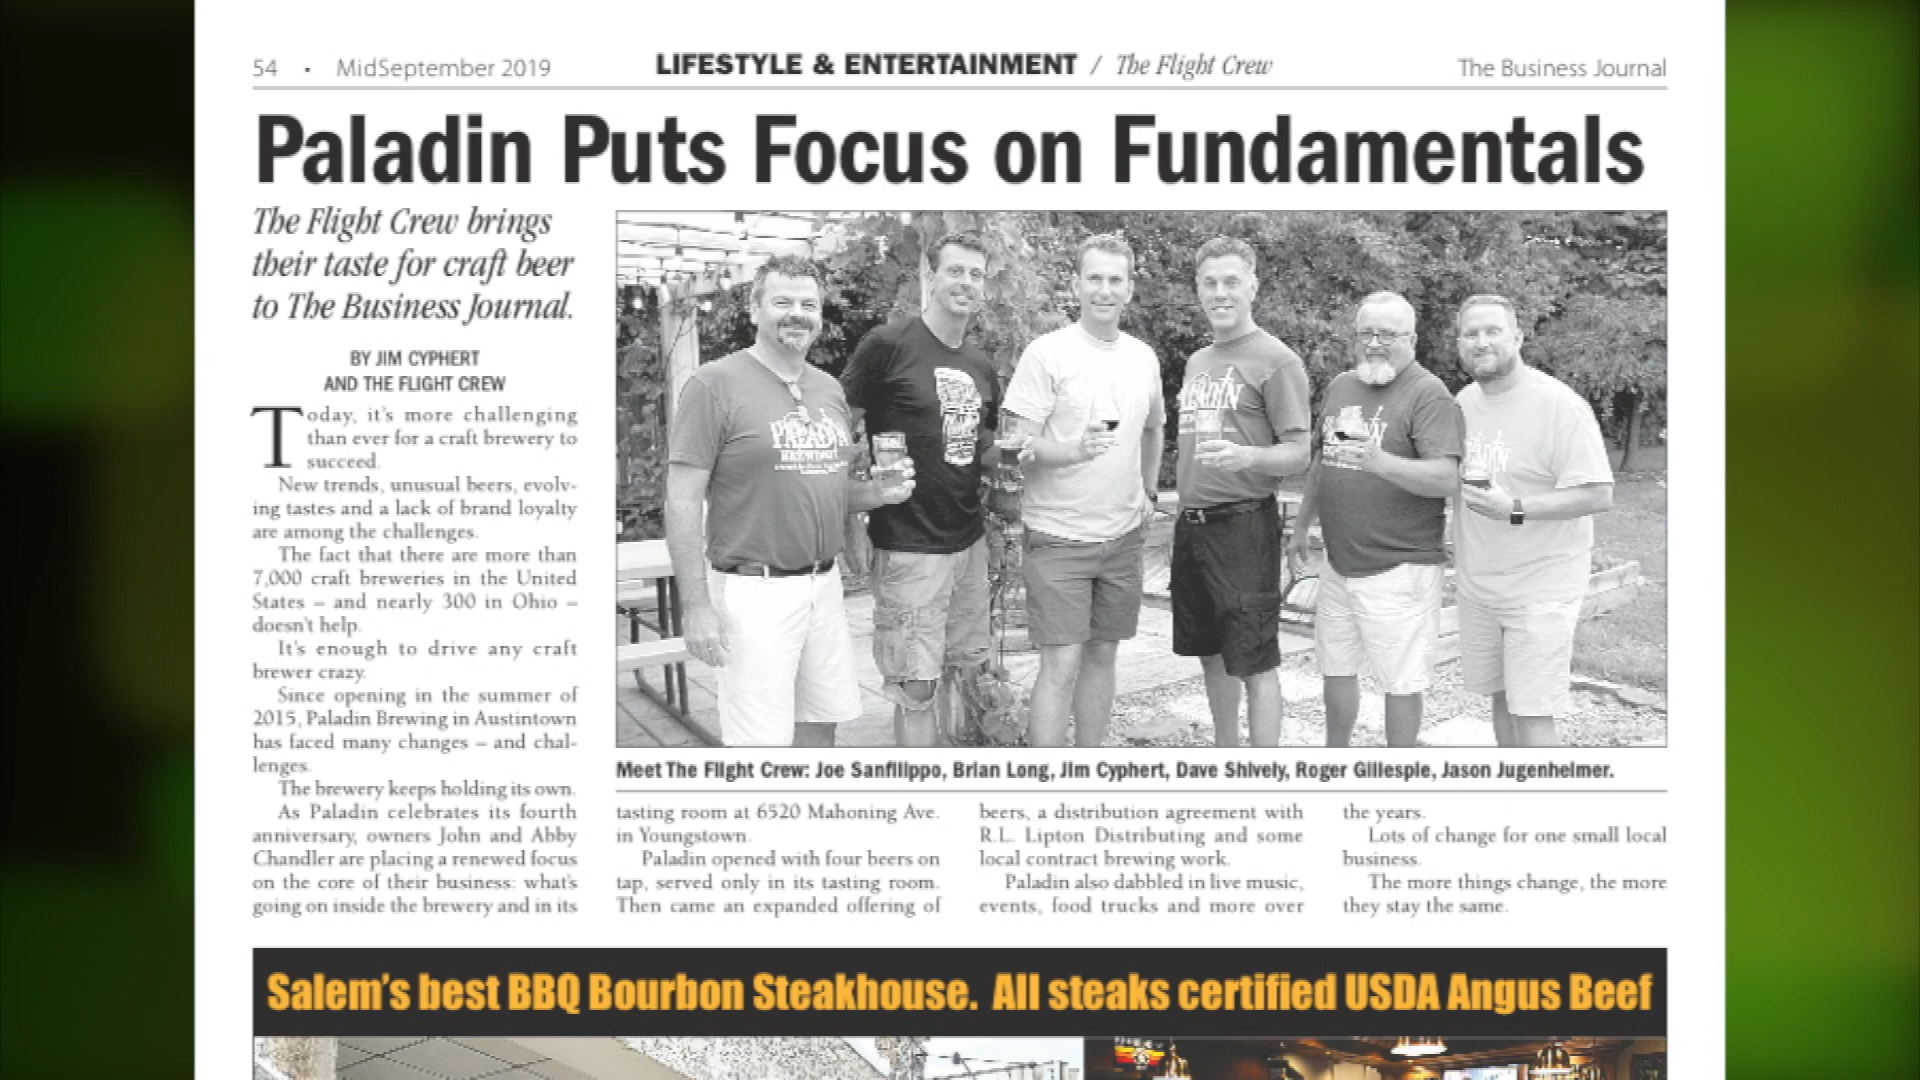 54 • MidSeptember 2019 LIFESTYLE & ENTERTAINMENT / The Flight Crew The Business Journal
Paladin Puts Focus on Fundamentals
The Flight Crew brings
their taste for craft beer
to The Business Journal.
BY JIM CYPHERT
AND THE FLIGHT CREW
Today, it's more challenging
than ever for a craft brewery to
succeed.
New trends, unusual beers, evolv-
ing tastes and a lack of brand loyalty
are among the challenges.
The fact that there are more than
7,000 craft breweries in the United
States – and nearly 300 in Ohio –
doesn't help.
It's enough to drive any craft
brewer crazy.
Since opening in the summer of
2015, Paladin Brewing in Austintown
has faced many changes – and chal-
lenges.
The brewery keeps holding its own.
As Paladin celebrates its fourth
anniversary, owners John and Abby
Chandler are placing a renewed focus
on the core of their business: what's
going on inside the brewery and in its
PALADIN
BREWING
Meet The Flight Crew: Joe Sanfilippo, Brian Long, Jim Cyphert, Dave Shively, Roger Gillespie, Jason Jugenheimer.
tasting room at 6520 Mahoning Ave.
in Youngstown.
Paladin opened with four beers on
tap, served only in its tasting room.
Then came an expanded offering of
beers, a distribution agreement with
R.L. Lipton Distributing and some
local contract brewing work.
Paladin also dabbled in live music,
events, food trucks and more over
the years.
Lots of change for one small local
business.
The more things change, the more
they stay the same.
Salem's best BBQ Bourbon Steakhouse. All steaks certified USDA Angus Beef